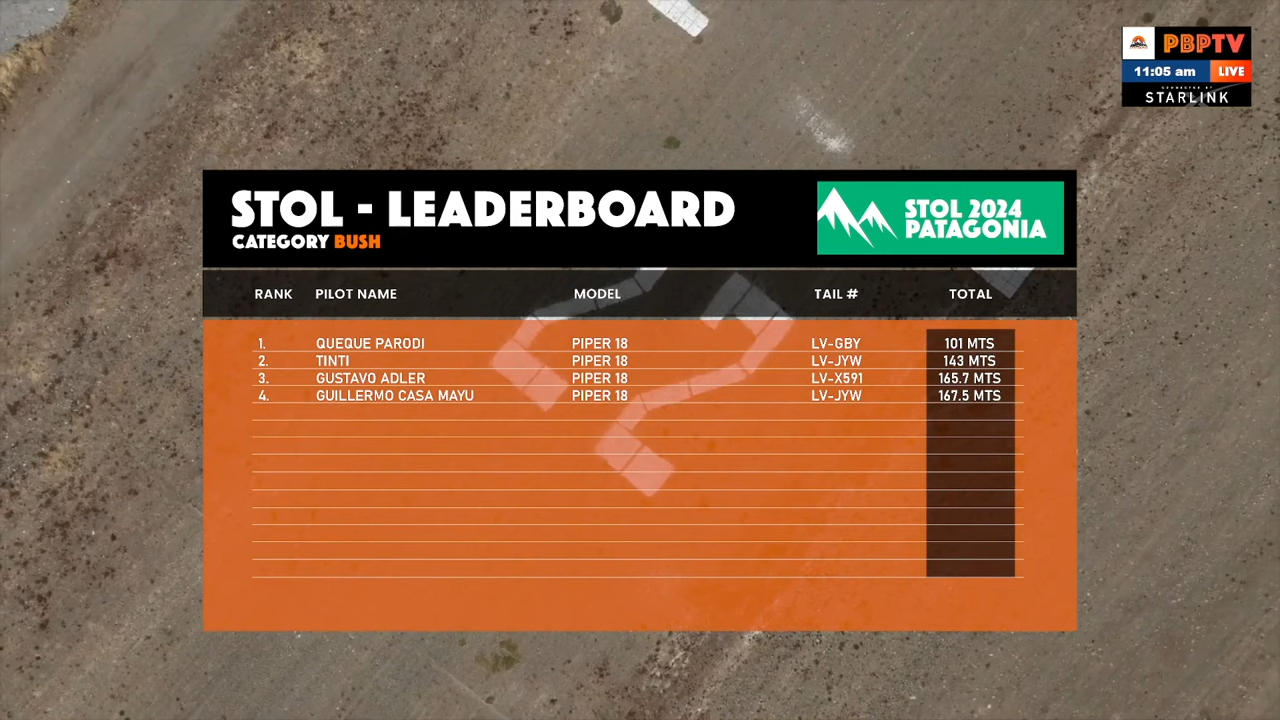 PBPTV
11:05 am LIVE
STARLINK
STOL - LEADERBOARD
CATEGORY BUSH
STOL 2024
PATAGONIA
RANK PILOT NAME MODEL TAIL # TOTAL
1. QUEQUE PARODI PIPER 18 LV-GBY 101 MTS
2. TINTI PIPER 18 LV-JYW 143 MTS
3. GUSTAVO ADLER PIPER 18 LV-X591 165.7 MTS
4. GUILLERMO CASA MAYU PIPER 18 LV-JYW 167.5 MTS